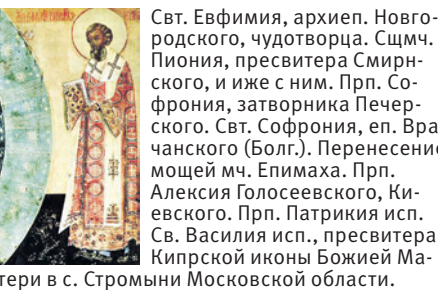 Свт. Евфимия, архиеп. Новго-
родского, чудотворца. Сщмч.
Пиония, пресвитера Смирн-
ского, и иже с ним. Прп. Со-
фрония, затворника Печер-
ского. Свт. Софрония, еп. Вра-
чанского (Болг.). Перенесение
мощей мч. Епимаха. Прп.
Алексия Голосеевского, Ки-
евского. Прп. Патрикия исп.
Св. Василия исп., пресвитера.
Кипрской иконы Божией Ма-
тери в с. Стромыни Московской области.